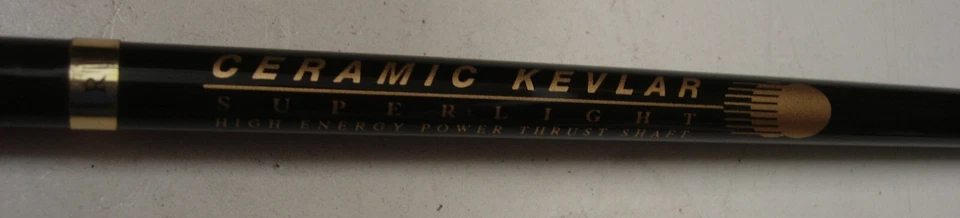 R
CERAMIC KEVLAR
SUPERLIGHT
HIGH ENERGY POWER THRUST SHAFT